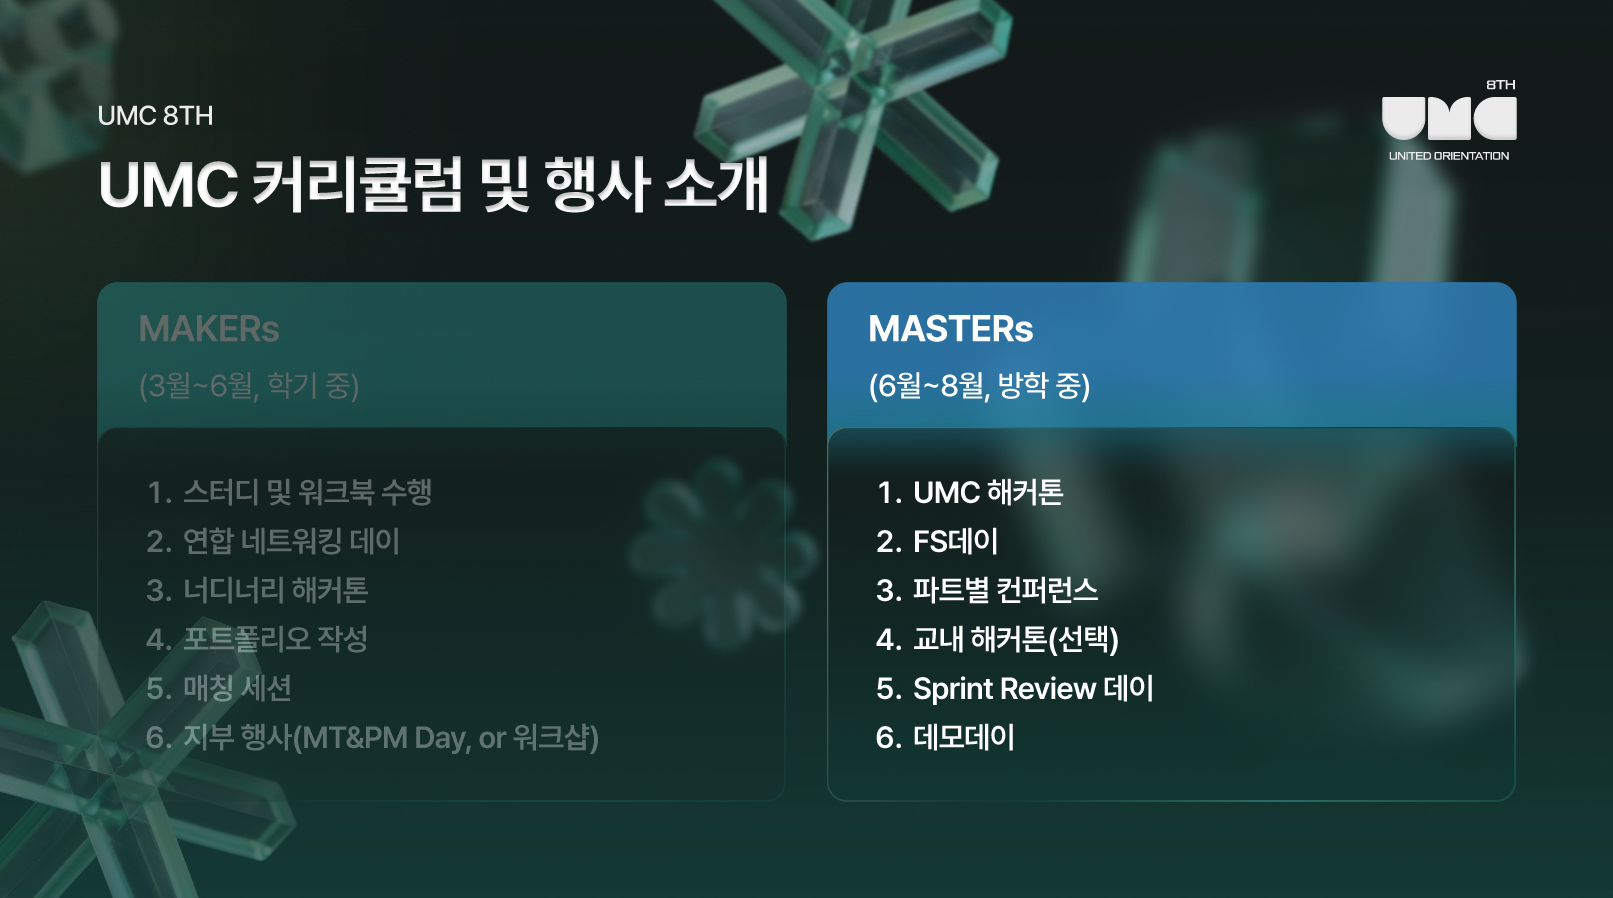 UMC 8TH
UMC 커리큘럼 및 행사 소개
8TH
UMC
UNITED ORIENTATION
MAKERs
(3월~6월, 학기 중)
1. 스터디 및 워크북 수행
2. 연합 네트워킹 데이
3. 너디너리 해커톤
4. 포트폴리오 작성
5. 매칭 세션
6. 지부 행사(MT&PM Day, or 워크샵)
MASTERs
(6월~8월, 방학 중)
1. UMC 해커톤
2. FS데이
3. 파트별 컨퍼런스
4. 교내 해커톤(선택)
5. Sprint Review 데이
6. 데모데이